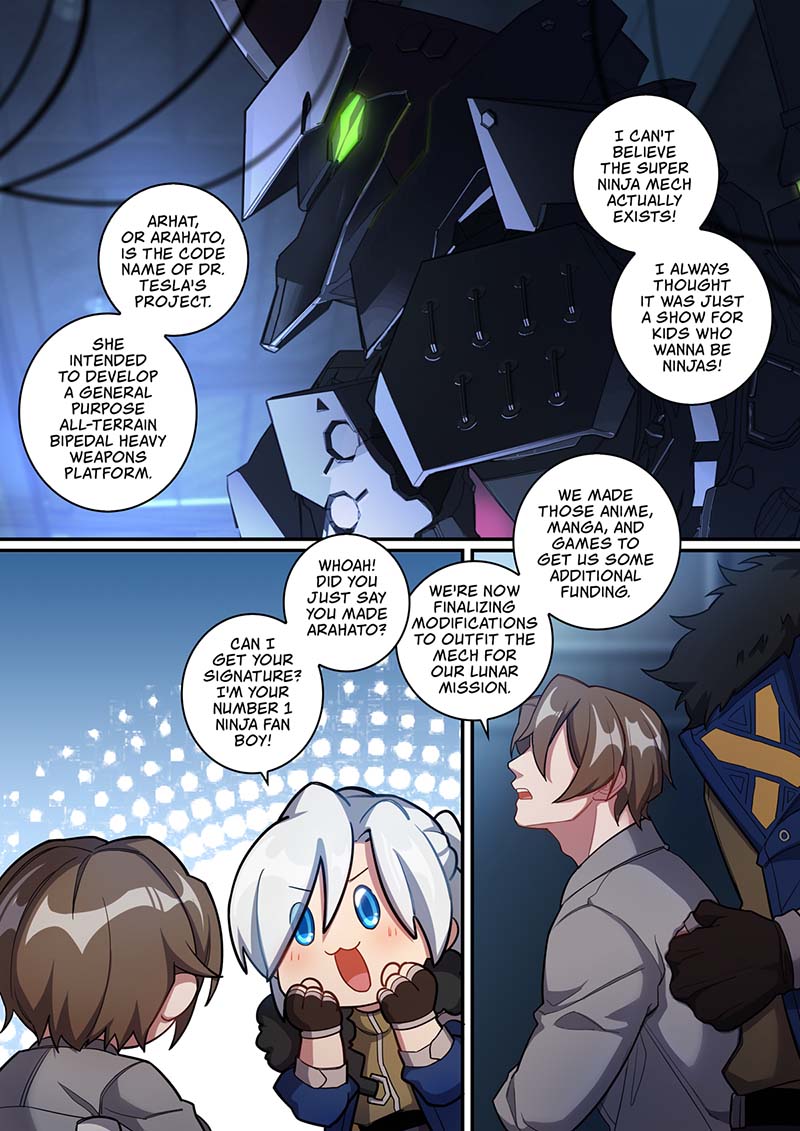 I CAN'T
BELIEVE
THE SUPER
NINJA MECH
ACTUALLY
EXISTS!
I ALWAYS
THOUGHT
IT WAS JUST
A SHOW FOR
KIDS WHO
WANNA BE
NINJAS!
ARHAT,
OR ARAHATO,
IS THE CODE
NAME OF DR.
TESLA'S
PROJECT.
SHE
INTENDED
TO DEVELOP
A GENERAL
PURPOSE
ALL-TERRAIN
BIPEDAL HEAVY
WEAPONS
PLATFORM.
WE MADE
THOSE ANIME,
MANGA, AND
GAMES TO
GET US SOME
ADDITIONAL
FUNDING.
WE'RE NOW
FINALIZING
MODIFICATIONS
TO OUTFIT THE
MECH FOR
OUR LUNAR
MISSION.
WHOAH!
DID YOU
JUST SAY
YOU MADE
ARAHATO?
CAN I
GET YOUR
SIGNATURE?
I'M YOUR
NUMBER 1
NINJA FAN
BOY!